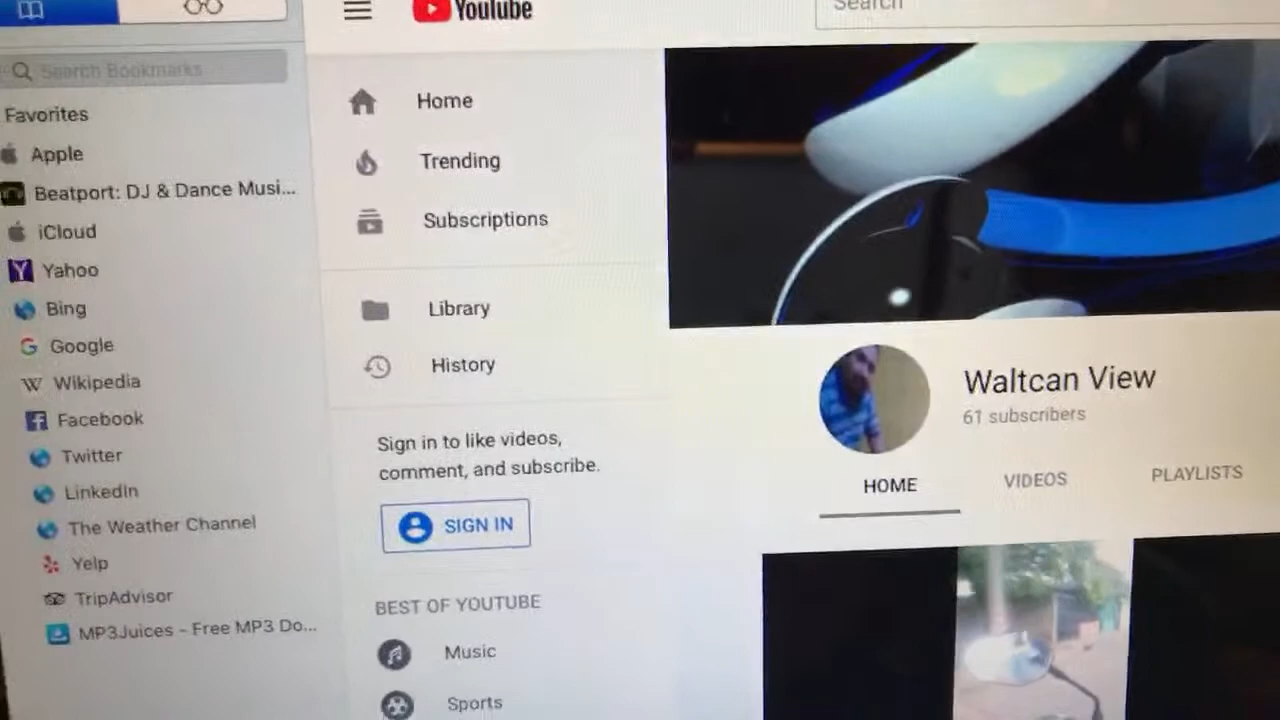 YouTube
Search
Search Bookmarks
Favorites
Apple
Beatport: DJ & Dance Musi...
iCloud
Yahoo
Bing
Google
Wikipedia
Facebook
Twitter
LinkedIn
The Weather Channel
Yelp
TripAdvisor
MP3Juices - Free MP3 Do...
Home
Trending
Subscriptions
Library
History
Sign in to like videos,
comment, and subscribe.
SIGN IN
BEST OF YOUTUBE
Music
Sports
Waltcan View
61 subscribers
HOME VIDEOS PLAYLISTS